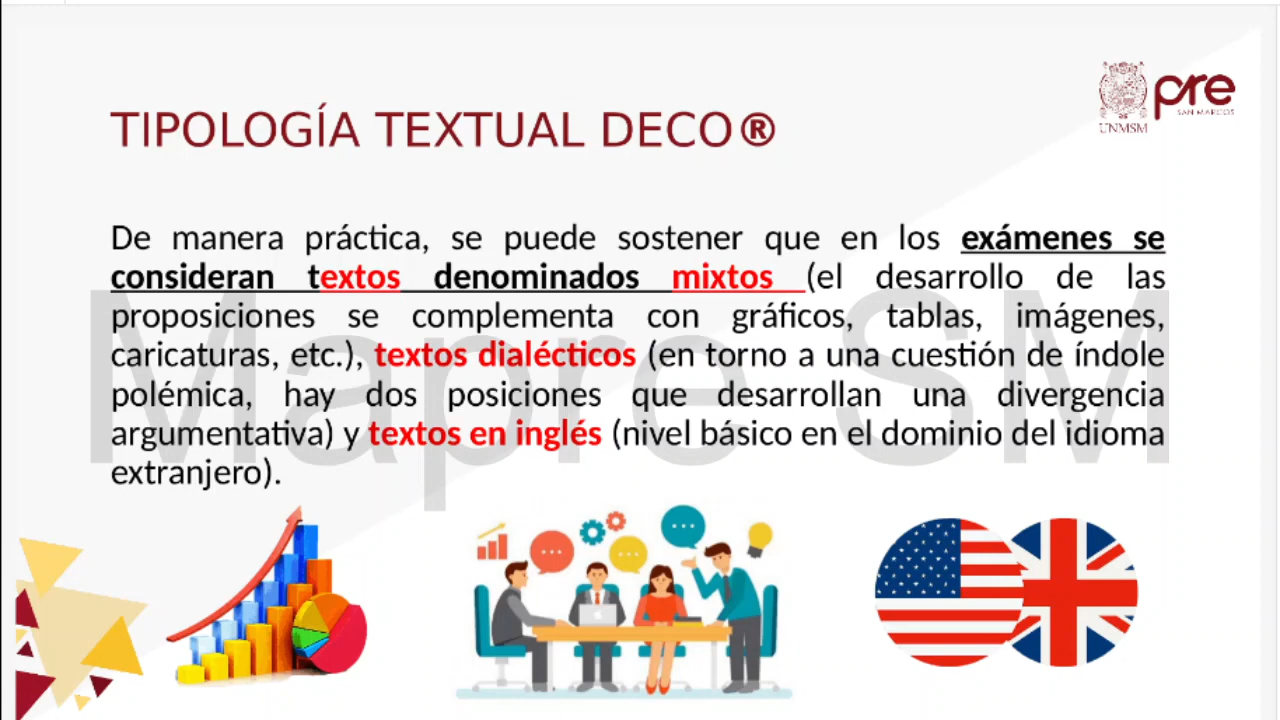 UNMSM
pre
SAN MARCOS
TIPOLOGÍA TEXTUAL DECO®
De manera práctica, se puede sostener que en los exámenes se
consideran textos denominados mixtos (el desarrollo de las
proposiciones se complementa con gráficos, tablas, imágenes,
caricaturas, etc.), textos dialécticos (en torno a una cuestión de índole
polémica, hay dos posiciones que desarrollan una divergencia
argumentativa) y textos en inglés (nivel básico en el dominio del idioma
extranjero).
Mapre SM